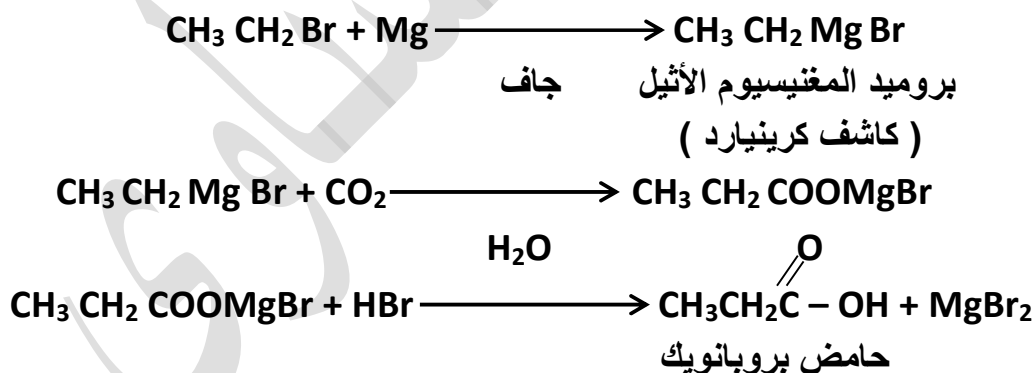 CH₃ CH₂ Br + Mg ⟶ CH₃ CH₂ Mg Br
جاف بروميد المغنيسيوم الأثيل
( كاشف كرينيارد )
CH₃ CH₂ Mg Br + CO₂ ⟶ CH₃ CH₂ COOMgBr
H₂O O
CH₃ CH₂ COOMgBr + HBr ⟶ CH₃CH₂C – OH + MgBr₂
حامض بروبانويك